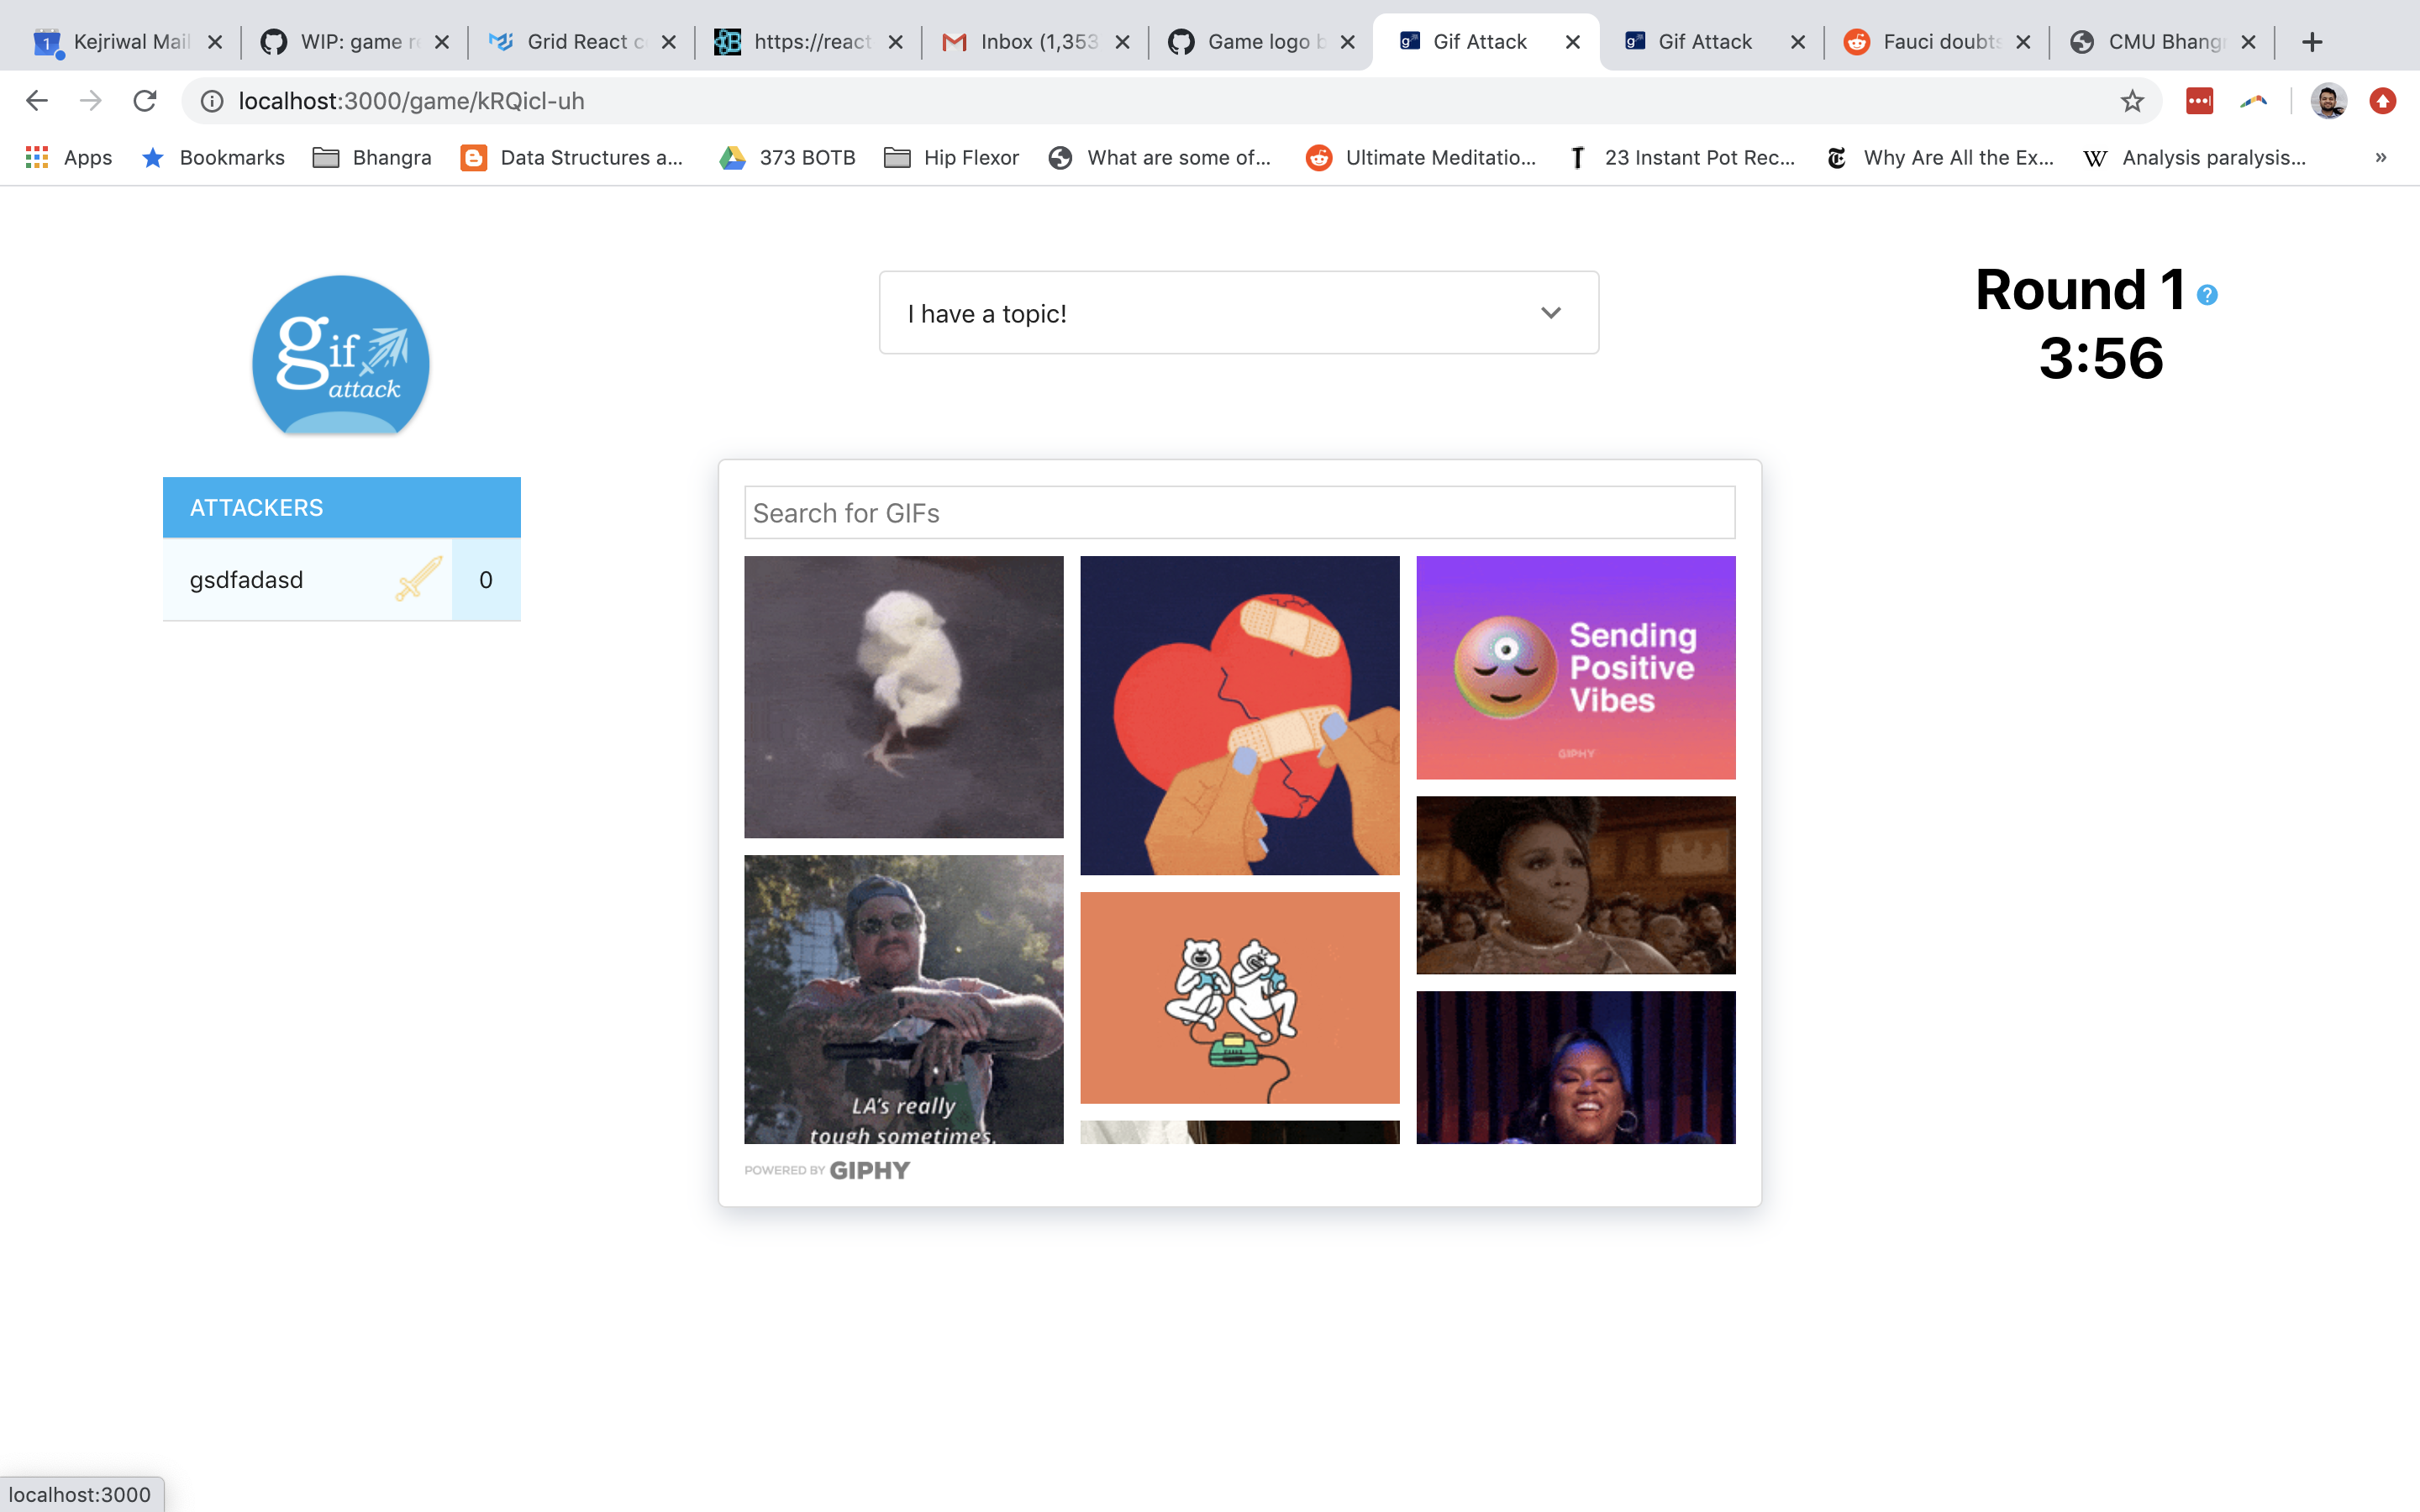 1 Kejriwal Mail
WIP: game r
Grid React c
https://react
Inbox (1,353
Game logo b
Gif Attack
Gif Attack
Fauci doubts
CMU Bhang
localhost:3000/game/kRQicl-uh
Apps
Bookmarks
Bhangra
Data Structures a...
373 BOTB
Hip Flexor
What are some of...
Ultimate Meditatio...
23 Instant Pot Rec...
Why Are All the Ex...
Analysis paralysis...
»
gif
attack
I have a topic!
Round 1 ?
3:56
ATTACKERS
gsdfadasd 0
Search for GIFs
Sending
Positive
Vibes
GIPHY
LA's really
tough sometimes.
POWERED BY GIPHY
localhost:3000